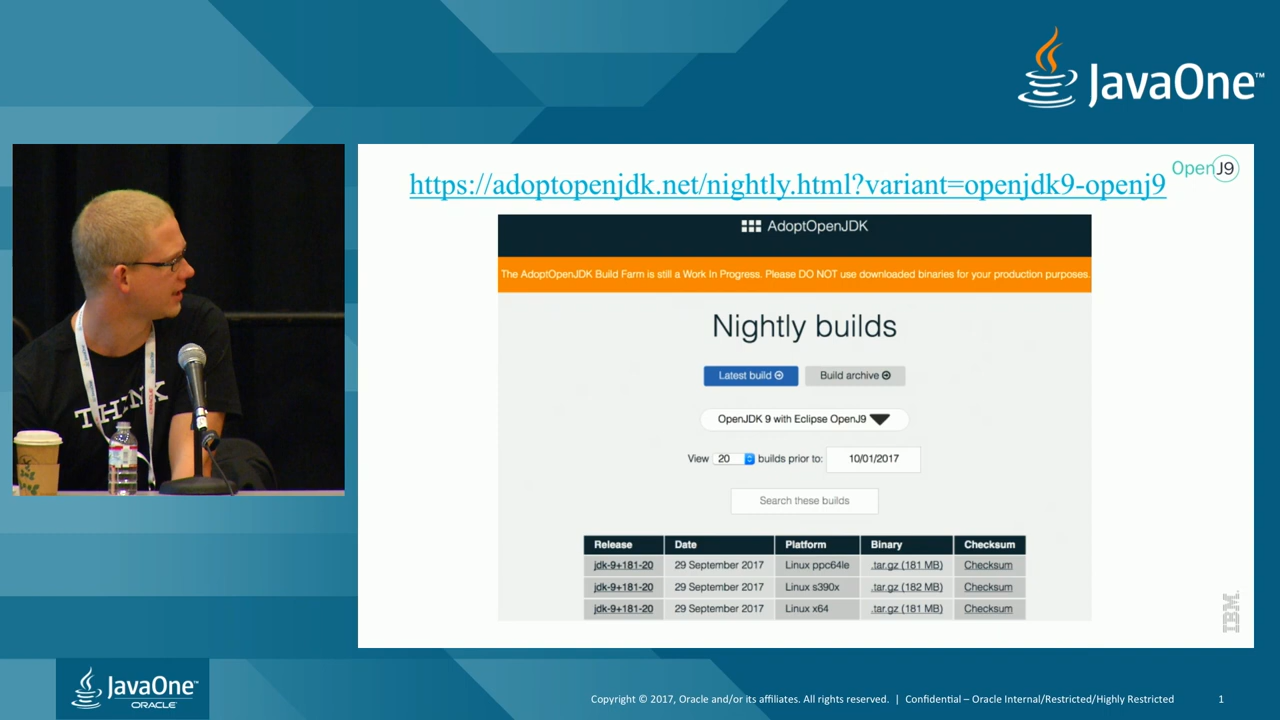 JavaOne™
https://adoptopenjdk.net/nightly.html?variant=openjdk9-openj9
OpenJ9
AdoptOpenJDK
The AdoptOpenJDK Build Farm is still a Work In Progress. Please DO NOT use downloaded binaries for your production purposes.
Nightly builds
Latest build
Build archive
OpenJDK 9 with Eclipse OpenJ9
View 20 builds prior to: 10/01/2017
Search these builds
Release Date Platform Binary Checksum
jdk-9+181-20 29 September 2017 Linux ppc64le .tar.gz (181 MB) Checksum
jdk-9+181-20 29 September 2017 Linux s390x .tar.gz (182 MB) Checksum
jdk-9+181-20 29 September 2017 Linux x64 .tar.gz (181 MB) Checksum
IBM
THINK
JavaOne™
ORACLE
Copyright © 2017, Oracle and/or its affiliates. All rights reserved. | Confidential – Oracle Internal/Restricted/Highly Restricted 1